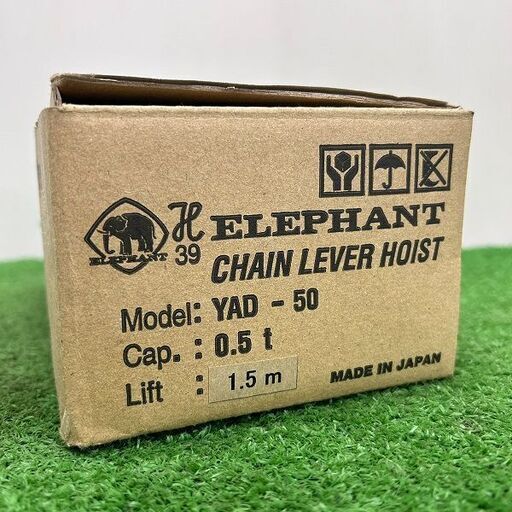 ELEPHANT
H
39
ELEPHANT
CHAIN LEVER HOIST
Model: YAD - 50
Cap. : 0.5 t
Lift : 1.5 m
MADE IN JAPAN